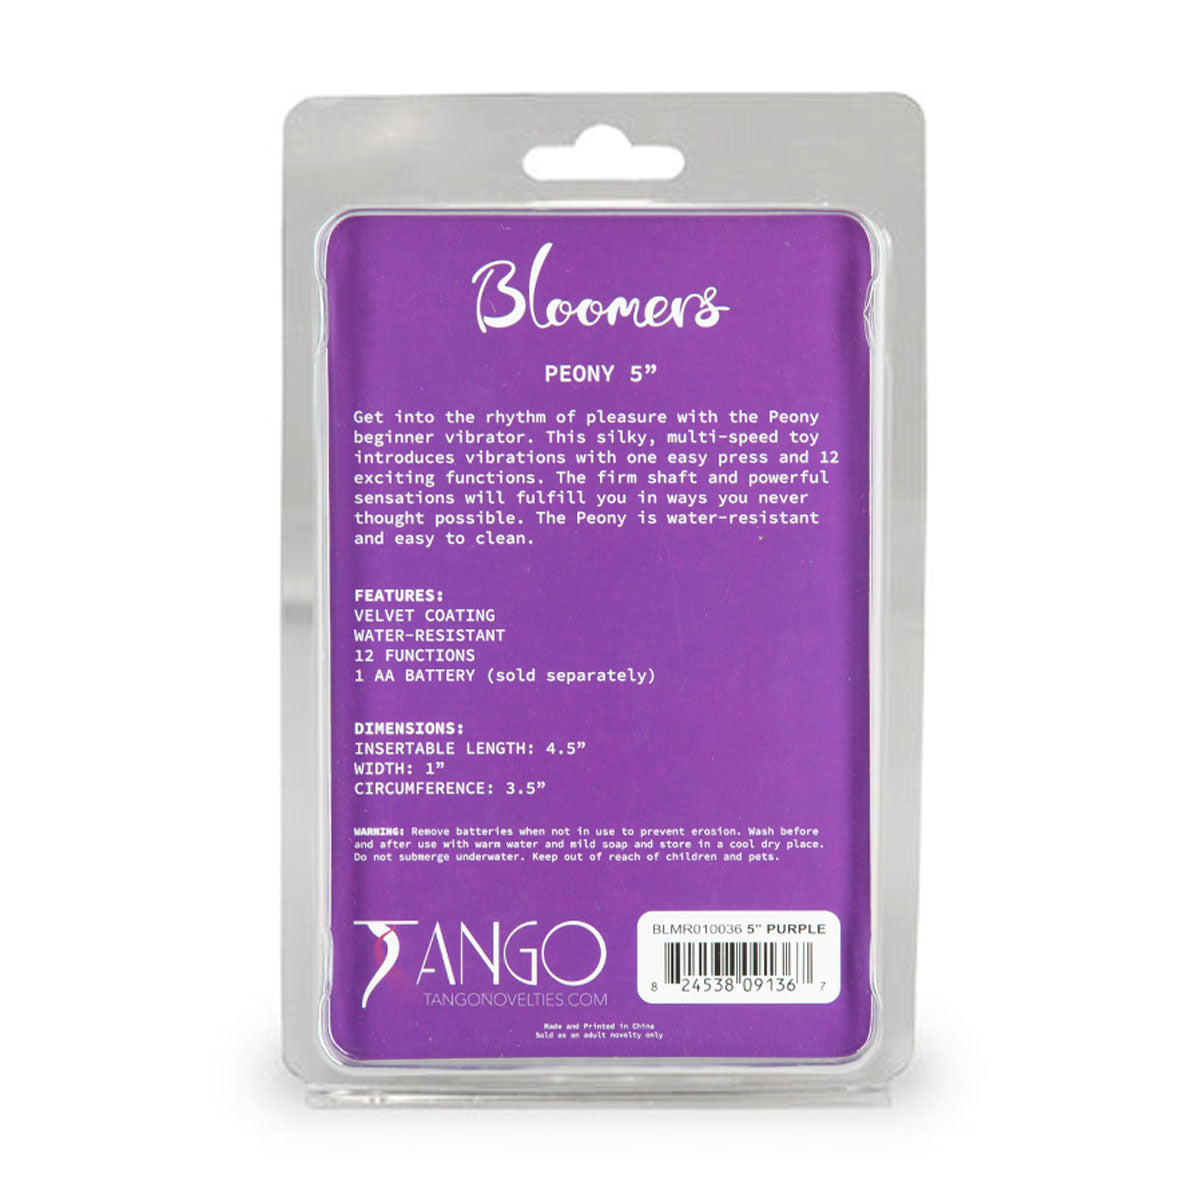 Bloomers
PEONY 5”
Get into the rhythm of pleasure with the Peony
beginner vibrator. This silky, multi-speed toy
introduces vibrations with one easy press and 12
exciting functions. The firm shaft and powerful
sensations will fulfill you in ways you never
thought possible. The Peony is water-resistant
and easy to clean.
FEATURES:
VELVET COATING
WATER-RESISTANT
12 FUNCTIONS
1 AA BATTERY (sold separately)
DIMENSIONS:
INSERTABLE LENGTH: 4.5”
WIDTH: 1”
CIRCUMFERENCE: 3.5”
WARNING: Remove batteries when not in use to prevent erosion. Wash before
and after use with warm water and mild soap and store in a cool dry place.
Do not submerge underwater. Keep out of reach of children and pets.
TANGO
TANGONOVELTIES.COM
BLMR010036 5” PURPLE
8 24538 09136 7
Made and Printed in China
Sold as an adult novelty only